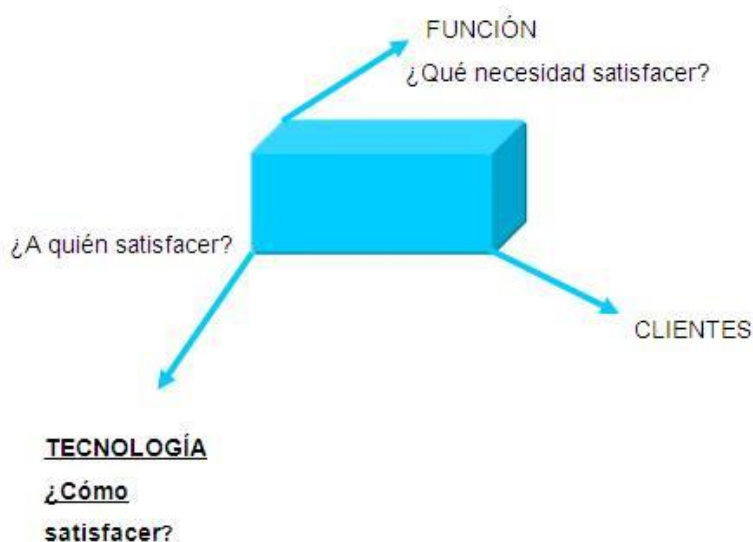 FUNCIÓN
¿Qué necesidad satisfacer?
¿A quién satisfacer?
CLIENTES
TECNOLOGÍA
¿Cómo
satisfacer?